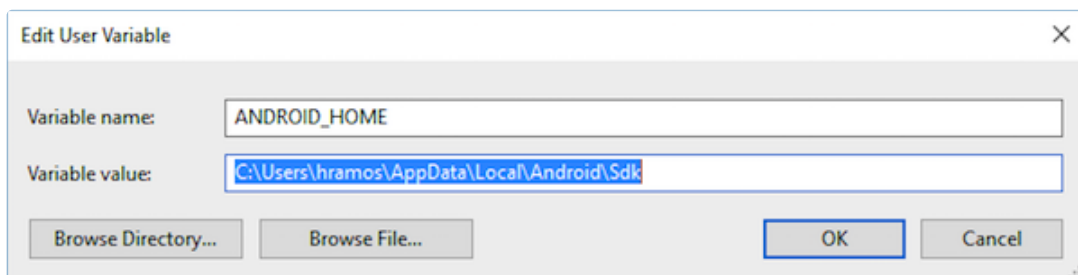 Edit User Variable
Variable name: ANDROID_HOME
Variable value: C:\Users\hramos\AppData\Local\Android\Sdk
Browse Directory... Browse File... OK Cancel